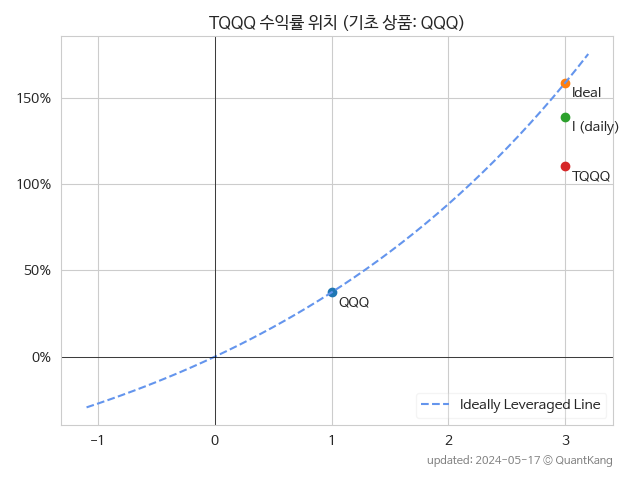 TQQQ 수익률 위치 (기초 상품: QQQ)
150%
100%
50%
0%
Ideal
I (daily)
TQQQ
QQQ
Ideally Leveraged Line
−1
0
1
2
3
updated: 2024-05-17 © QuantKang